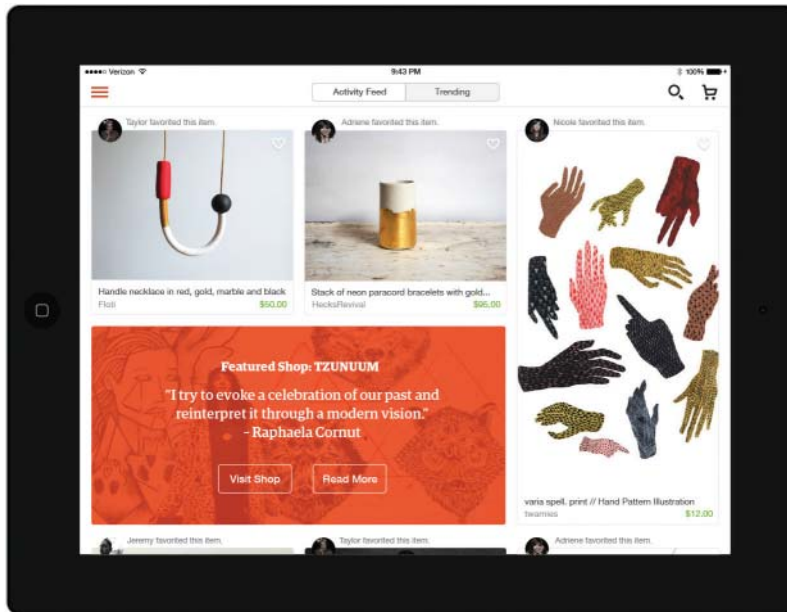 Verizon
9:43 PM
100%
Activity Feed
Trending
Taylor favorited this item.
Adriene favorited this item.
Nicole favorited this item.
Handle necklace in red, gold, marble and black
Floti
$50.00
Stack of neon paracord bracelets with gold...
HecksRevival
$95.00
Featured Shop: TZUNUUM
"I try to evoke a celebration of our past and
reinterpret it through a modern vision."
– Raphaela Cornut
Visit Shop
Read More
varia spell. print // Hand Pattern Illustration
twamies
$12.00
Jeremy favorited this item.
Taylor favorited this item.
Adriene favorited this item.